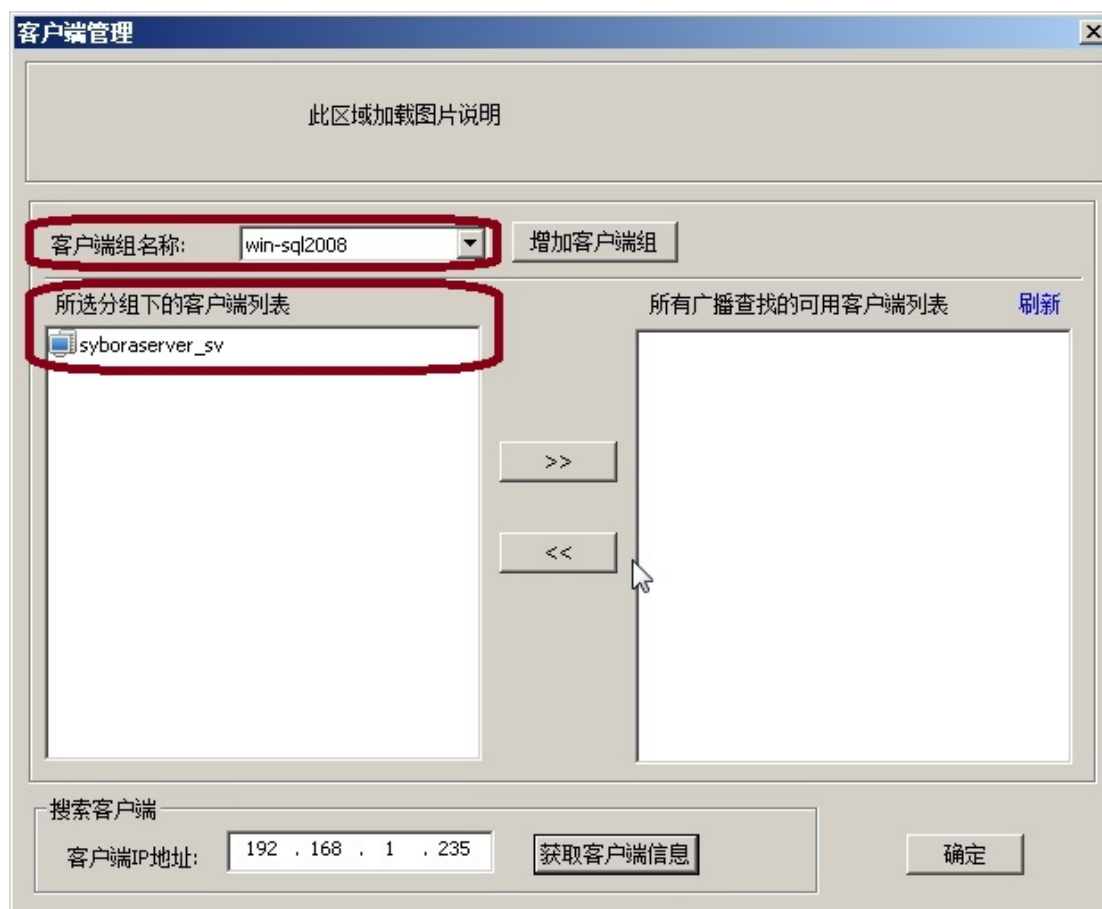 客户端管理
此区域加载图片说明
客户端组名称: win-sql2008 增加客户端组
所选分组下的客户端列表 所有广播查找的可用客户端列表 刷新
syboraserver_sv
>>
<<
搜索客户端
客户端IP地址: 192 . 168 . 1 . 235 获取客户端信息 确定